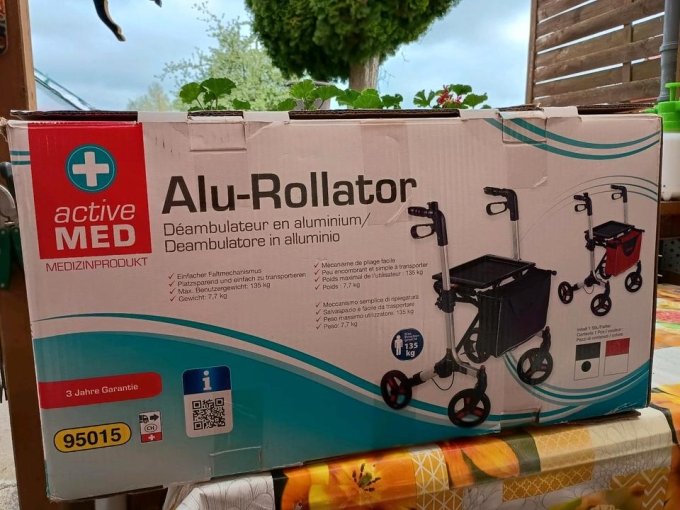 active
MED
MEDIZINPRODUKT
Alu-Rollator
Déambulateur en aluminium/
Deambulatore in alluminio
✓ Einfacher Faltmechanismus
✓ Platzsparend und einfach zu transportieren
✓ Max. Benutzergewicht: 135 kg
✓ Gewicht: 7,7 kg
✓ Mécanisme de pliage facile
✓ Peu encombrant et simple à transporter
✓ Poids maximal de l'utilisateur : 135 kg
✓ Poids : 7,7 kg
✓ Meccanismo semplice di ripiegatura
✓ Salvaspazio e facile da trasportare
✓ Peso massimo utilizzatore: 135 kg
✓ Peso: 7,7 kg
135
kg
3 Jahre Garantie
i
95015
CH